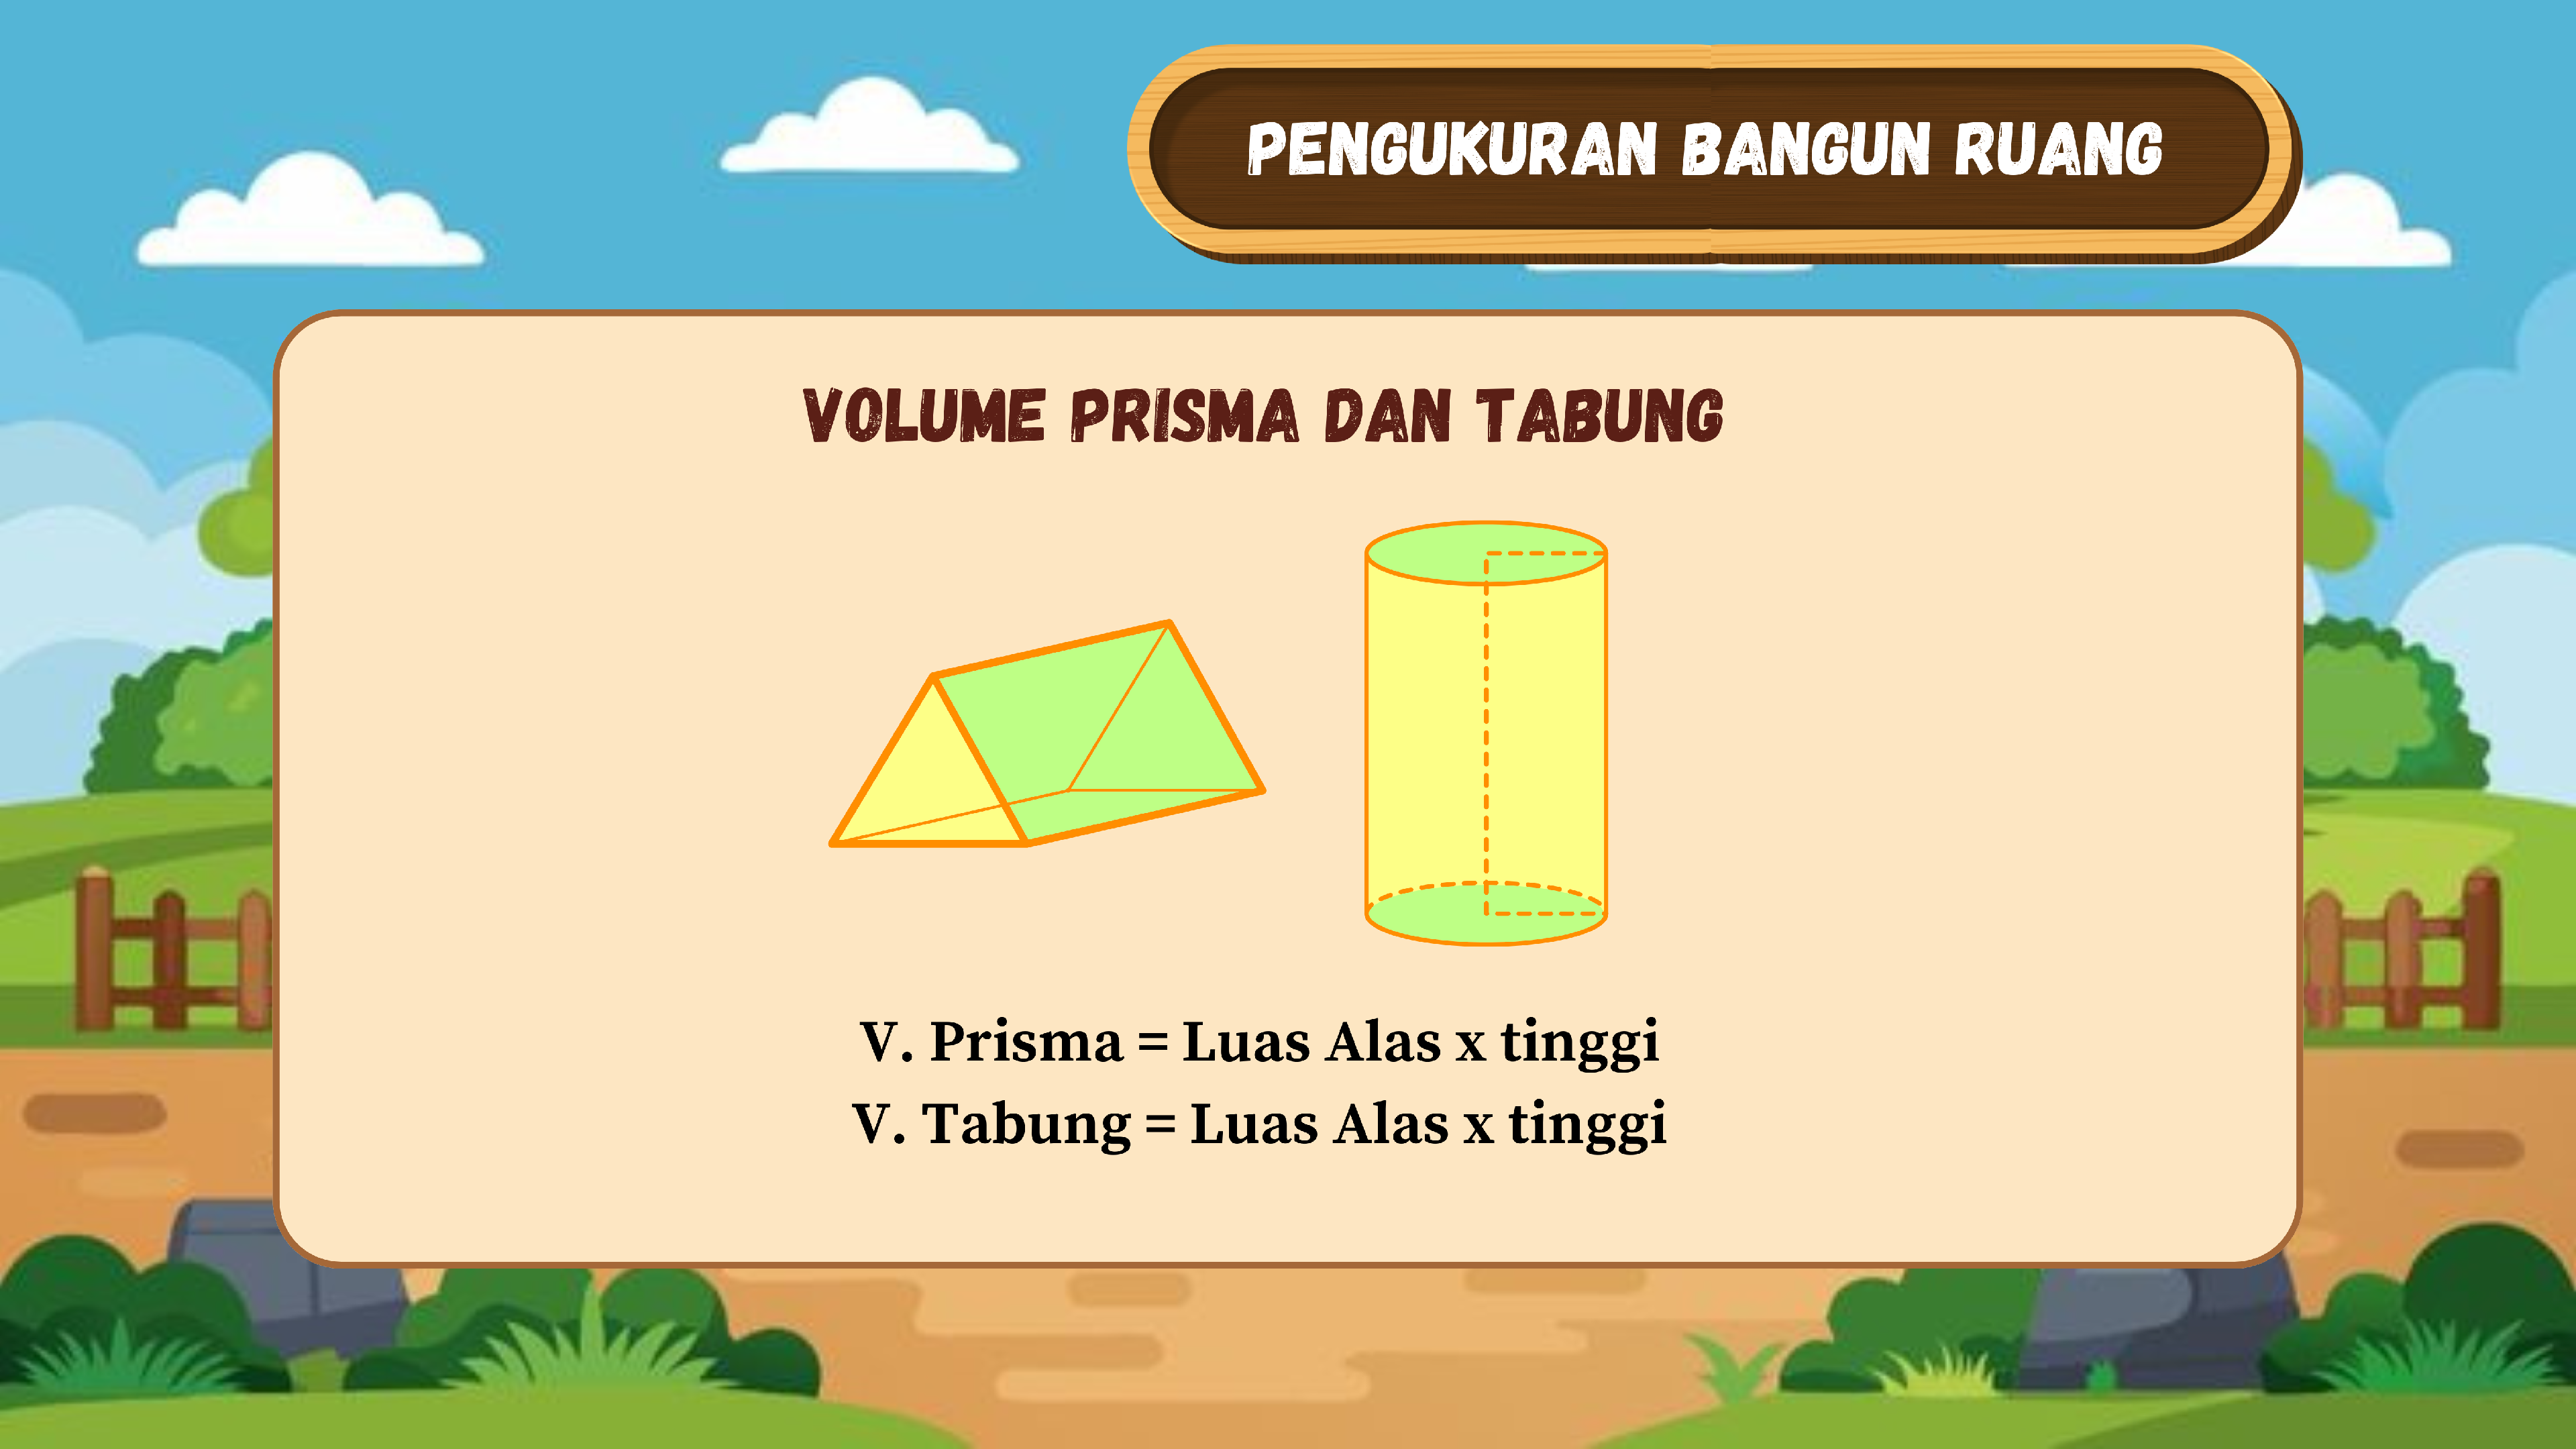 PENGUKURAN BANGUN RUANG
VOLUME PRISMA DAN TABUNG
V. Prisma = Luas Alas x tinggi
V. Tabung = Luas Alas x tinggi